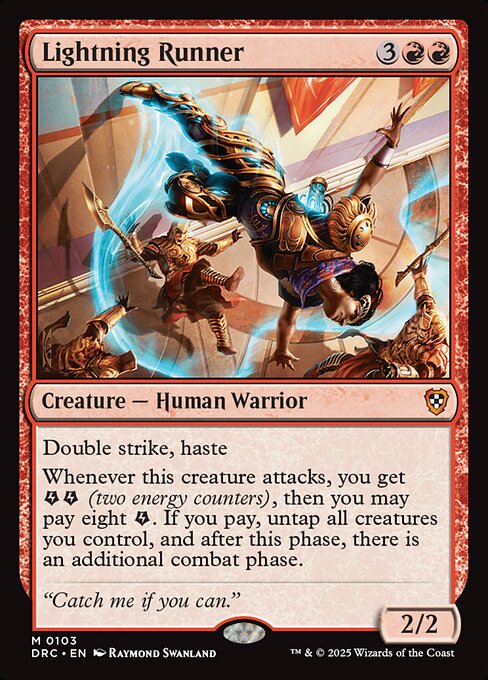 Lightning Runner 3
Creature — Human Warrior
Double strike, haste
Whenever this creature attacks, you get
(two energy counters), then you may
pay eight . If you pay, untap all creatures
you control, and after this phase, there is
an additional combat phase.
“Catch me if you can.”
2/2
M 0103
DRC • EN Raymond Swanland ™ & © 2025 Wizards of the Coast